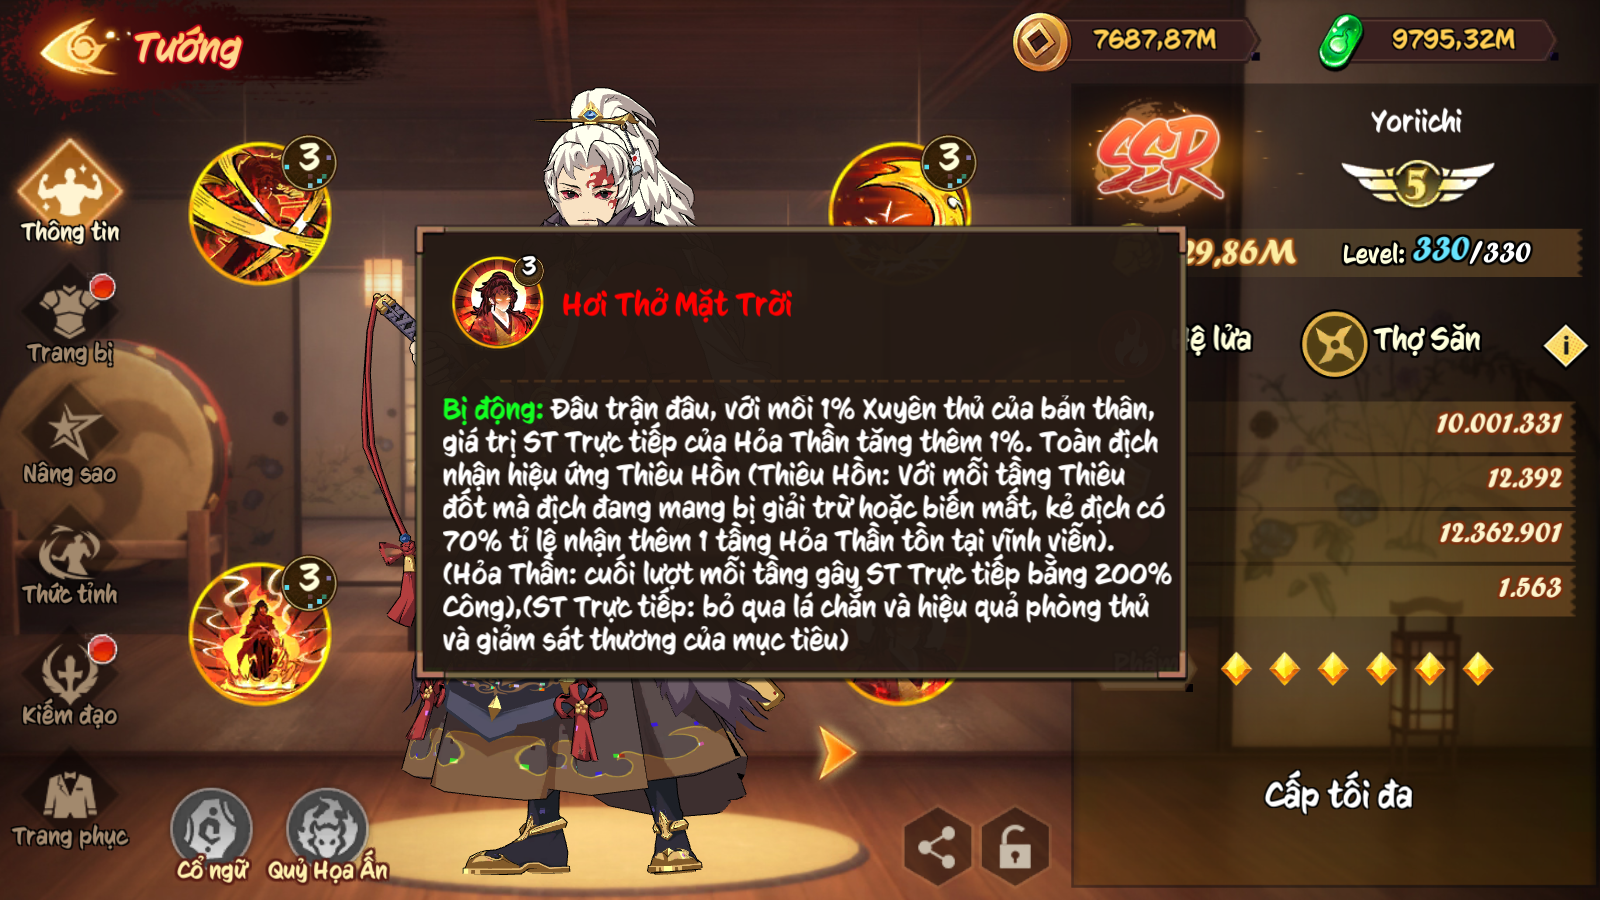 Tướng
7687,87M
9795,32M
Thông tin
Trang bị
Nâng sao
Thức tỉnh
Kiếm đạo
Trang phục
3
3
3
Cổ ngữ
Quỷ Họa Ấn
3
Hơi Thở Mặt Trời
Bị động: Đầu trận đấu, với mỗi 1% Xuyên thủ của bản thân,
giá trị ST Trực tiếp của Hỏa Thần tăng thêm 1%. Toàn địch
nhận hiệu ứng Thiêu Hồn (Thiêu Hồn: Với mỗi tầng Thiêu
đốt mà địch đang mang bị giải trừ hoặc biến mất, kẻ địch có
70% tỉ lệ nhận thêm 1 tầng Hỏa Thần tồn tại vĩnh viễn).
(Hỏa Thần: cuối lượt mỗi tầng gây ST Trực tiếp bằng 200%
Công),(ST Trực tiếp: bỏ qua lá chắn và hiệu quả phòng thủ
và giảm sát thương của mục tiêu)
SSR
Yoriichi
5
29,86M
Level: 330/330
lửa
Thợ Săn
i
10.001.331
12.392
12.362.901
1.563
Phẩm
Cấp tối đa